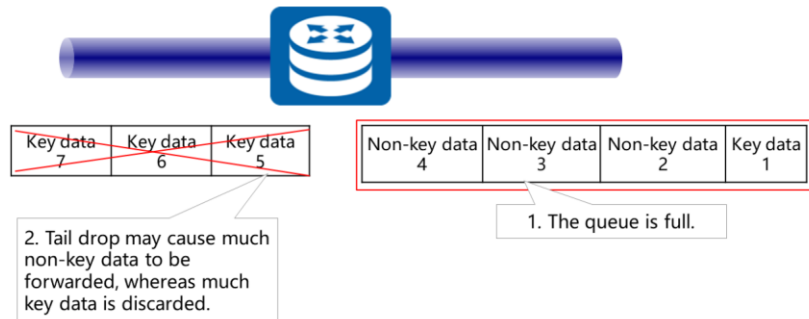 Key data
7
Key data
6
Key data
5
Non-key data
4
Non-key data
3
Non-key data
2
Key data
1
1. The queue is full.
2. Tail drop may cause much
non-key data to be
forwarded, whereas much
key data is discarded.